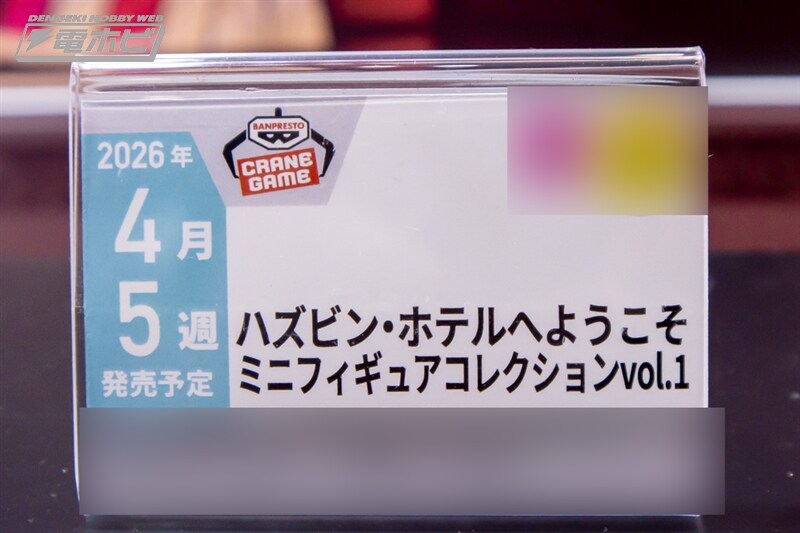 DENGEKI HOBBY WEB
電ホビ
BANPRESTO
CRANE
GAME
2026年
4月
5週
発売予定
ハズビン・ホテルへようこそ
ミニフィギュアコレクションvol.1